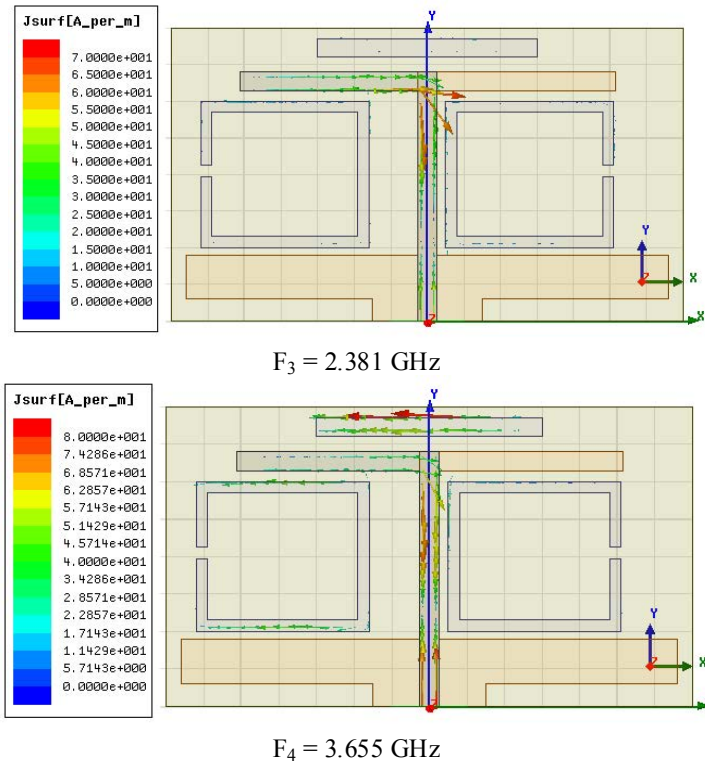 Jsurf[A_per_m]
7.0000e+001
6.5000e+001
6.0000e+001
5.5000e+001
5.0000e+001
4.5000e+001
4.0000e+001
3.5000e+001
3.0000e+001
2.5000e+001
2.0000e+001
1.5000e+001
1.0000e+001
5.0000e+000
0.0000e+000
Y
Y
X
Z
Z
X
F3 = 2.381 GHz
Jsurf[A_per_m]
8.0000e+001
7.4286e+001
6.8571e+001
6.2857e+001
5.7143e+001
5.1429e+001
4.5714e+001
4.0000e+001
3.4286e+001
2.8571e+001
2.2857e+001
1.7143e+001
1.1429e+001
5.7143e+000
0.0000e+000
Y
Y
X
Z
Z
X
F4 = 3.655 GHz